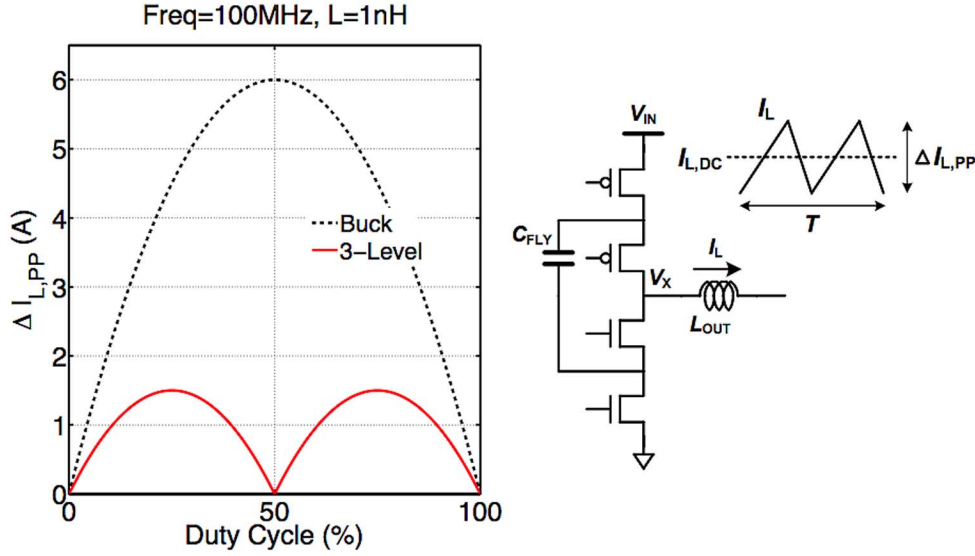 Freq=100MHz, L=1nH
Δ I_L,PP (A)
6
5
4
3
2
1
0
0
50
100
Duty Cycle (%)
Buck
3-Level
V_IN
C_FLY
V_X
I_L
L_OUT
I_L
I_L,DC
Δ I_L,PP
T